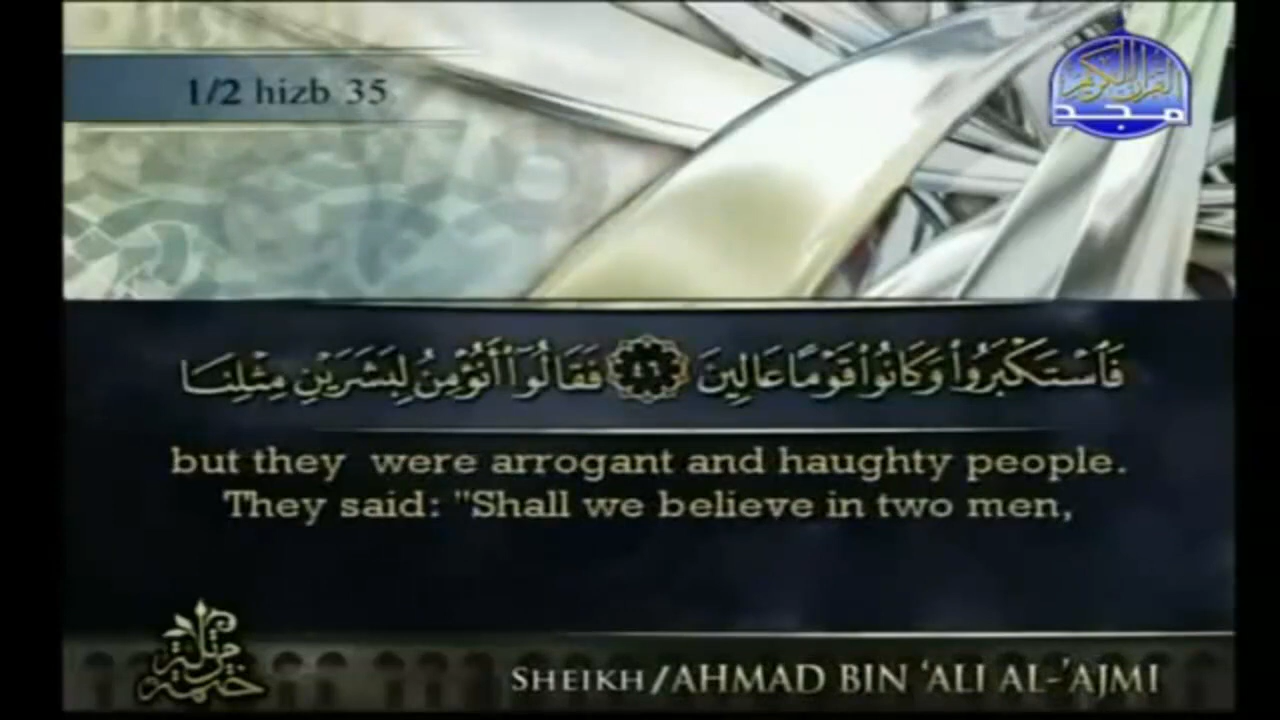 1/2 hizb 35
القرآن الكريم
مجد
فَٱسْتَكْبَرُوا۟ وَكَانُوا۟ قَوْمًا عَالِينَ ٤٦ فَقَالُوٓا۟ أَنُؤْمِنُ لِبَشَرَيْنِ مِثْلِنَا
but they were arrogant and haughty people.
They said: "Shall we believe in two men,
ختمة مرتلة
SHEIKH/AHMAD BIN ‘ALI AL-’AJMI